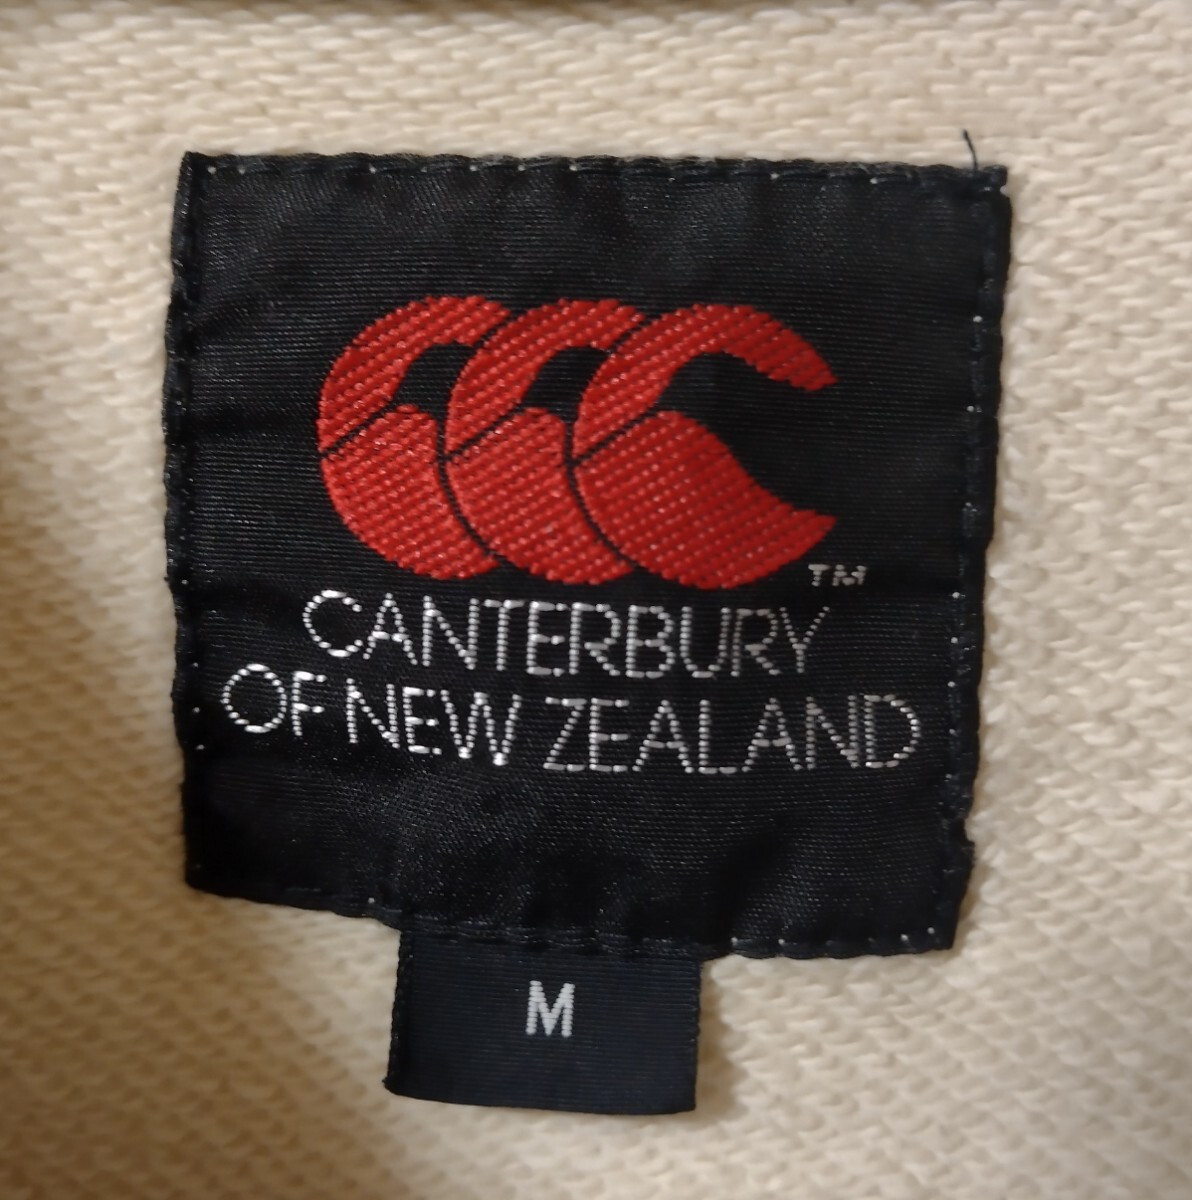 TM
CANTERBURY
OF NEW ZEALAND
M